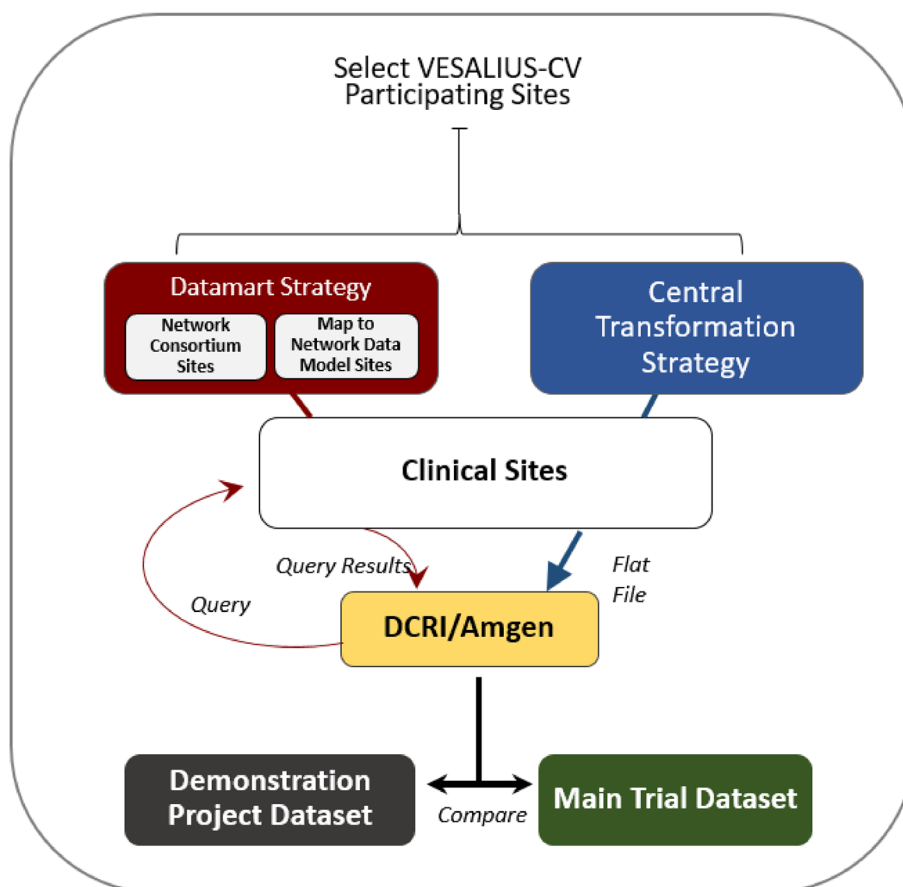 Select VESALIUS-CV
Participating Sites
Datamart Strategy
Network
Consortium
Sites
Map to
Network Data
Model Sites
Central
Transformation
Strategy
Clinical Sites
Query Results
Flat
File
Query
DCRI/Amgen
Demonstration
Project Dataset
Compare
Main Trial Dataset